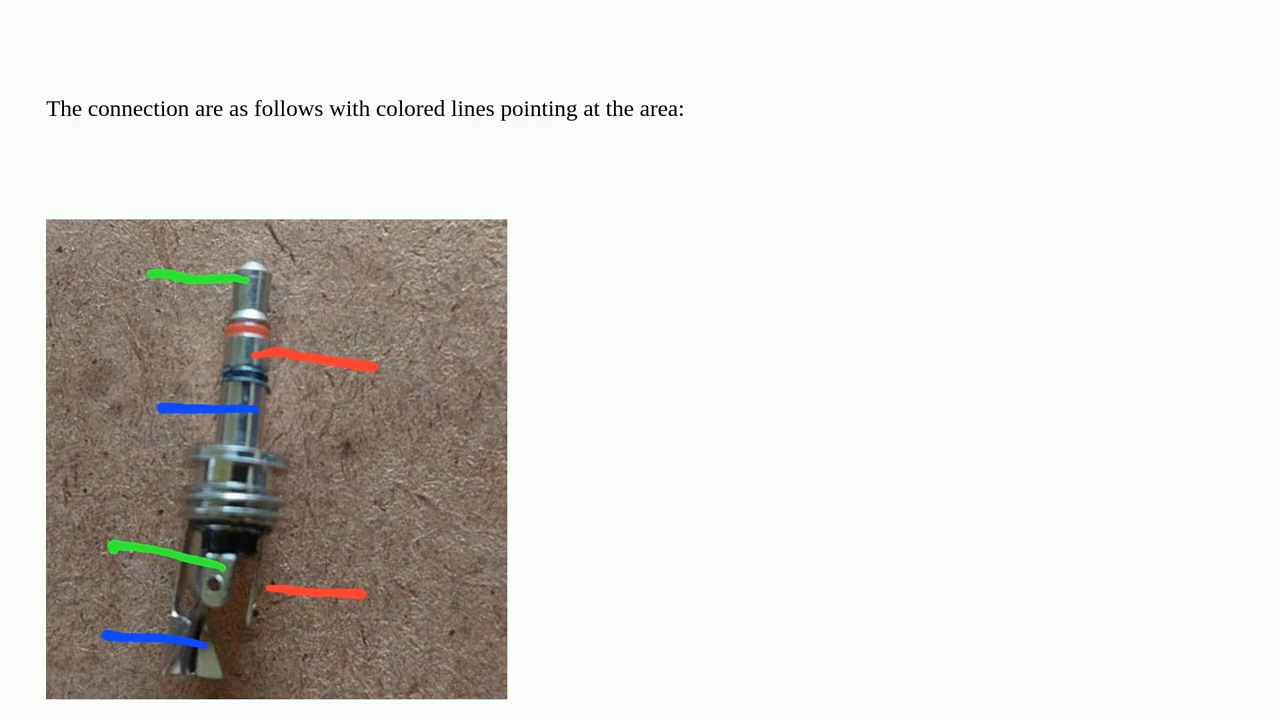 The connection are as follows with colored lines pointing at the area: